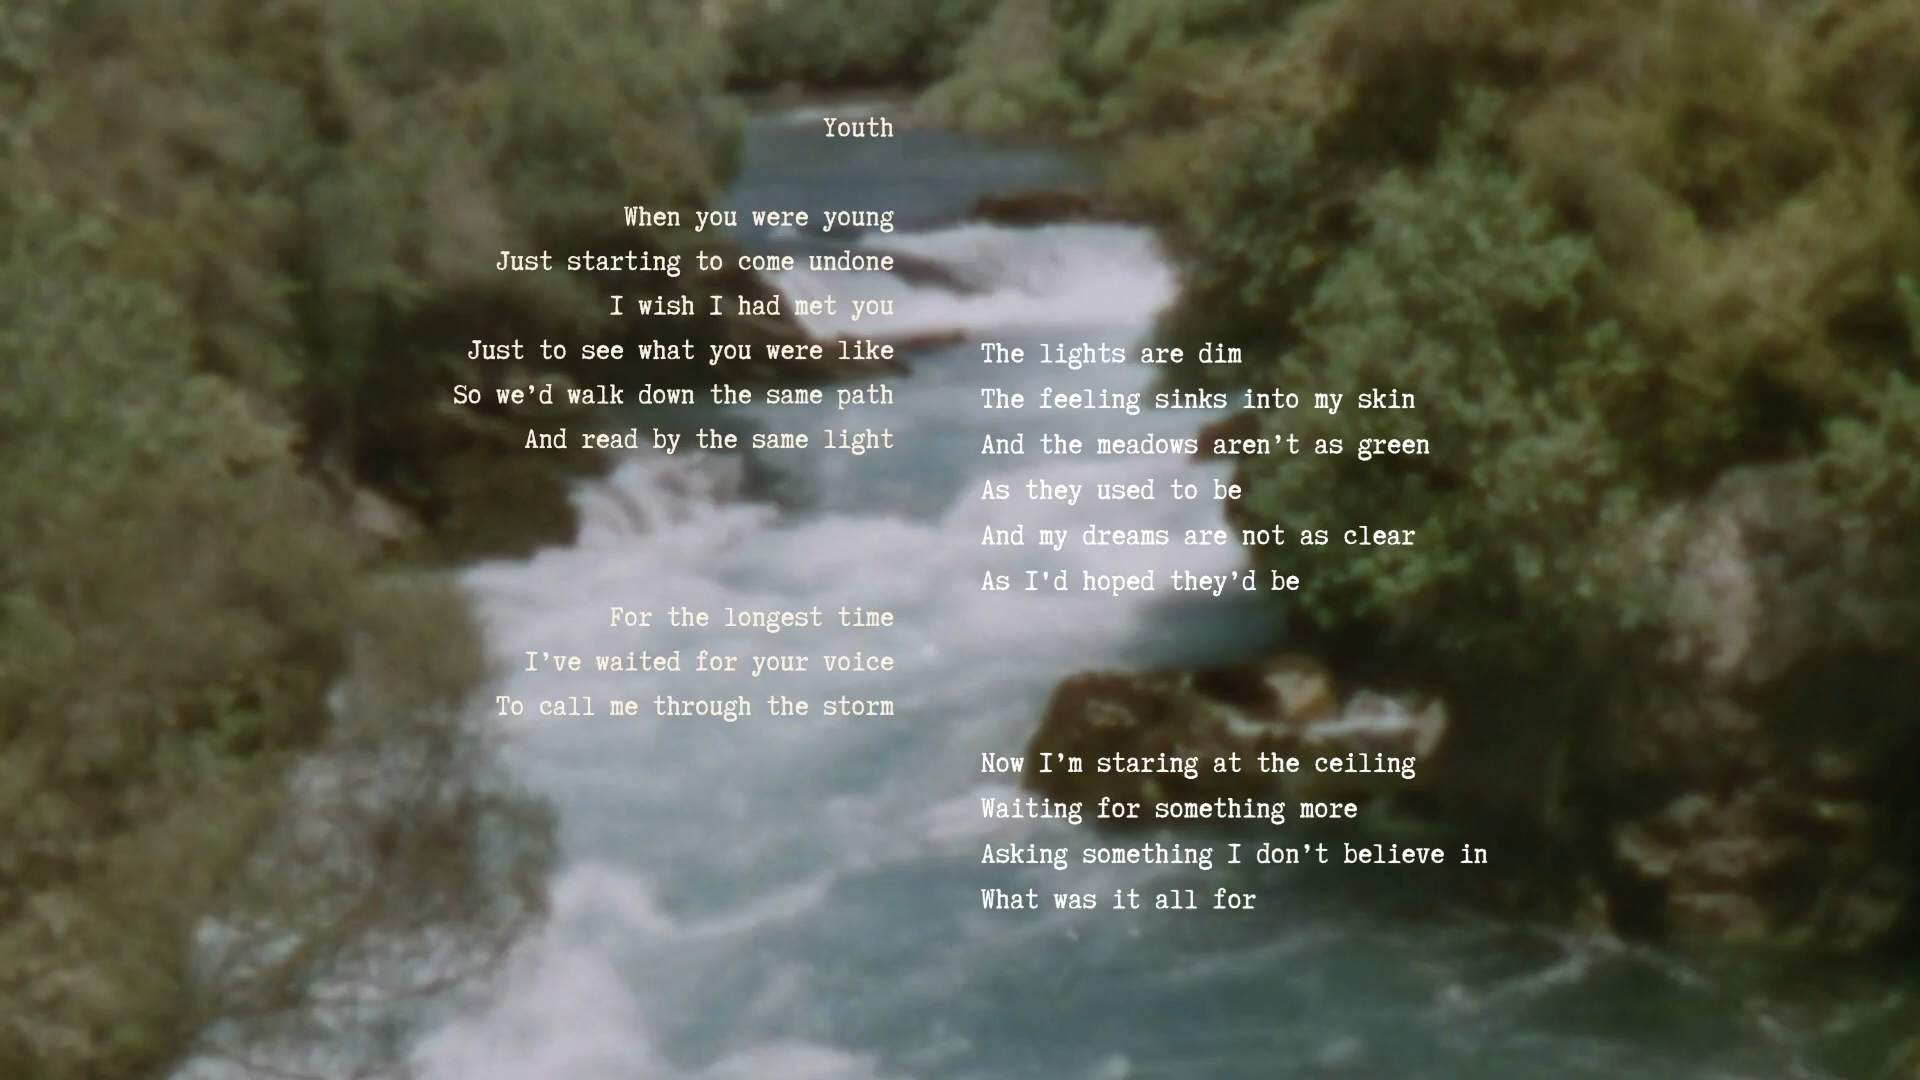 Youth
When you were young
Just starting to come undone
I wish I had met you
Just to see what you were like
So we’d walk down the same path
And read by the same light
For the longest time
I’ve waited for your voice
To call me through the storm
The lights are dim
The feeling sinks into my skin
And the meadows aren’t as green
As they used to be
And my dreams are not as clear
As I'd hoped they’d be
Now I’m staring at the ceiling
Waiting for something more
Asking something I don’t believe in
What was it all for